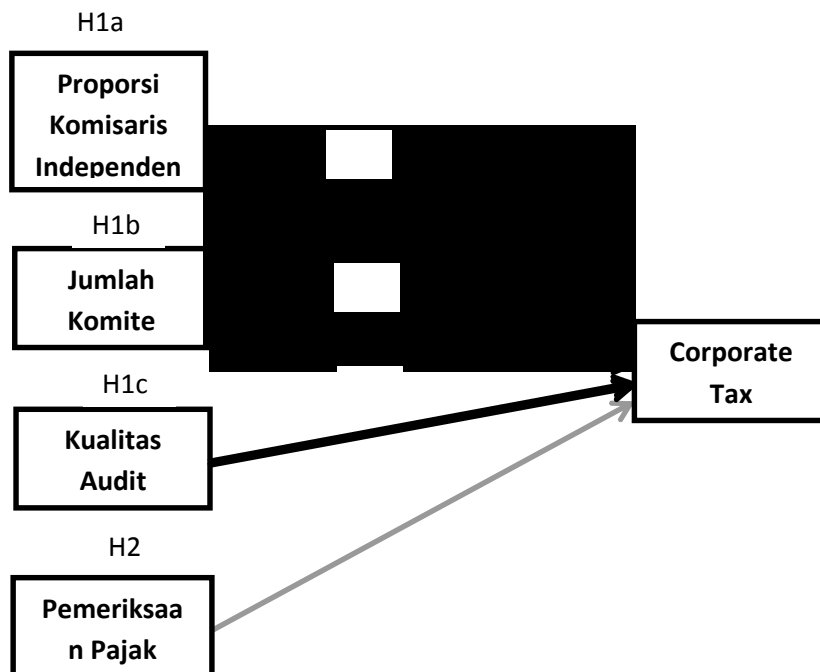 H1a
Proporsi
Komisaris
Independen
H1b
Jumlah
Komite
H1c
Kualitas
Audit
H2
Pemeriksaa
n Pajak
Corporate
Tax